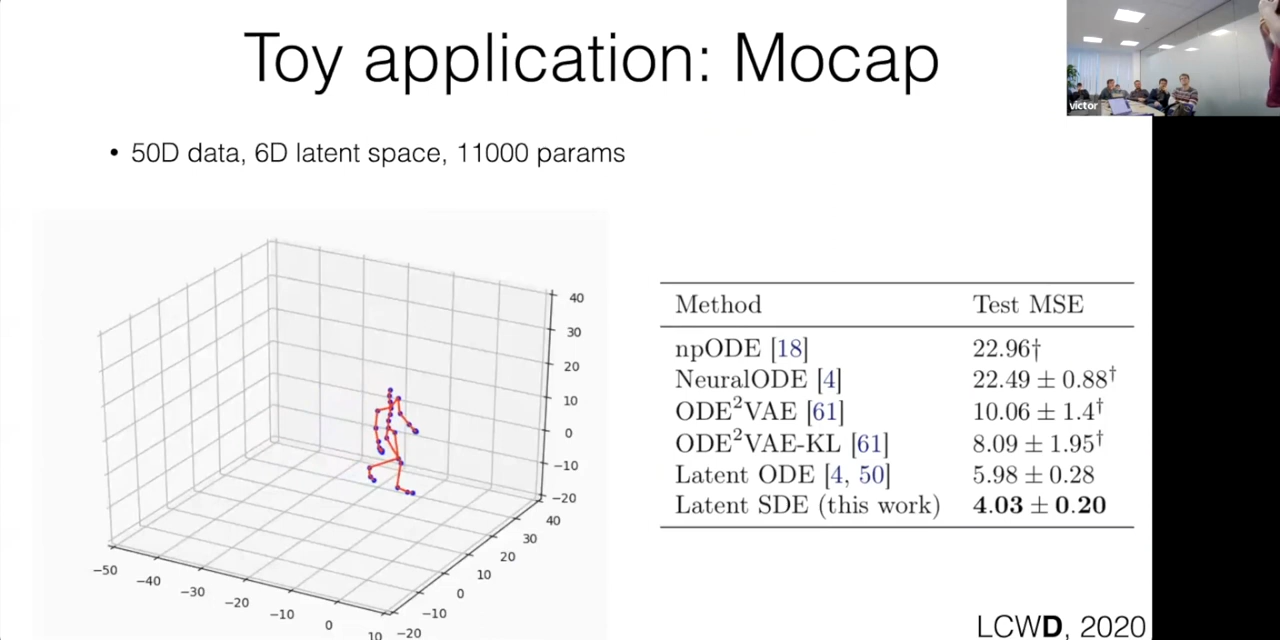 Toy application: Mocap
victor
• 50D data, 6D latent space, 11000 params
40
30
20
10
0
−10
−20
40
30
20
10
0
−10
−20
−50
−40
−30
−20
−10
0
10
Method Test MSE
npODE [18] 22.96†
NeuralODE [4] 22.49 ± 0.88†
ODE²VAE [61] 10.06 ± 1.4†
ODE²VAE-KL [61] 8.09 ± 1.95†
Latent ODE [4, 50] 5.98 ± 0.28
Latent SDE (this work) 4.03 ± 0.20
LCWD, 2020